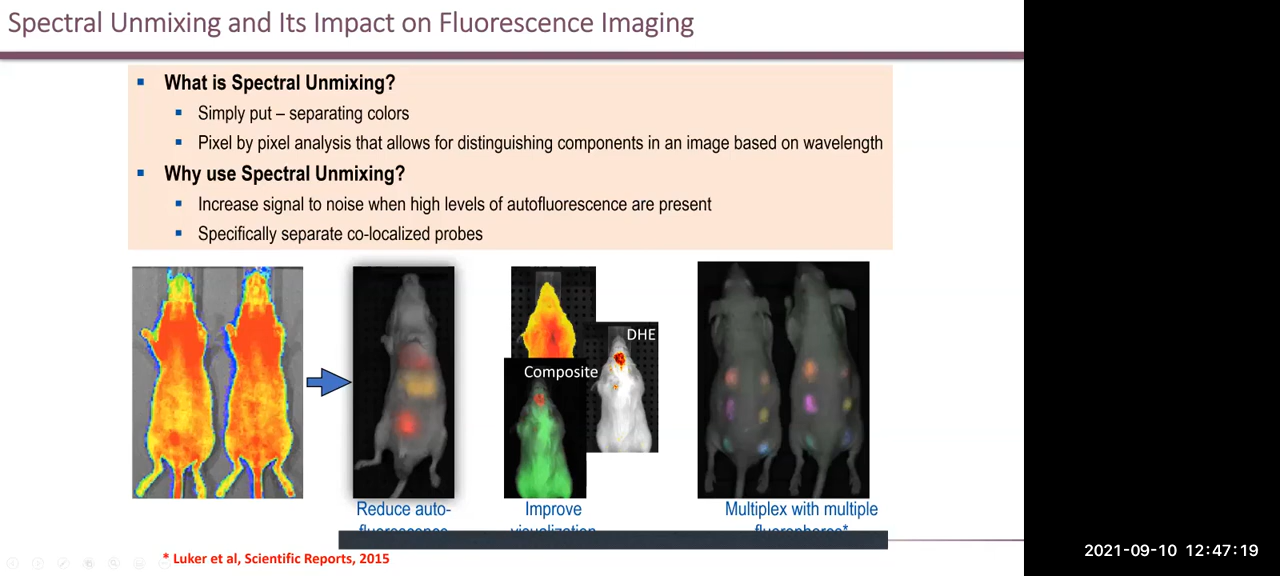 Spectral Unmixing and Its Impact on Fluorescence Imaging
What is Spectral Unmixing?
Simply put – separating colors
Pixel by pixel analysis that allows for distinguishing components in an image based on wavelength
Why use Spectral Unmixing?
Increase signal to noise when high levels of autofluorescence are present
Specifically separate co-localized probes
DHE
Composite
Reduce auto-
fluorescence
Improve
visualization
Multiplex with multiple
fluorophores*
* Luker et al, Scientific Reports, 2015
2021-09-10 12:47:19